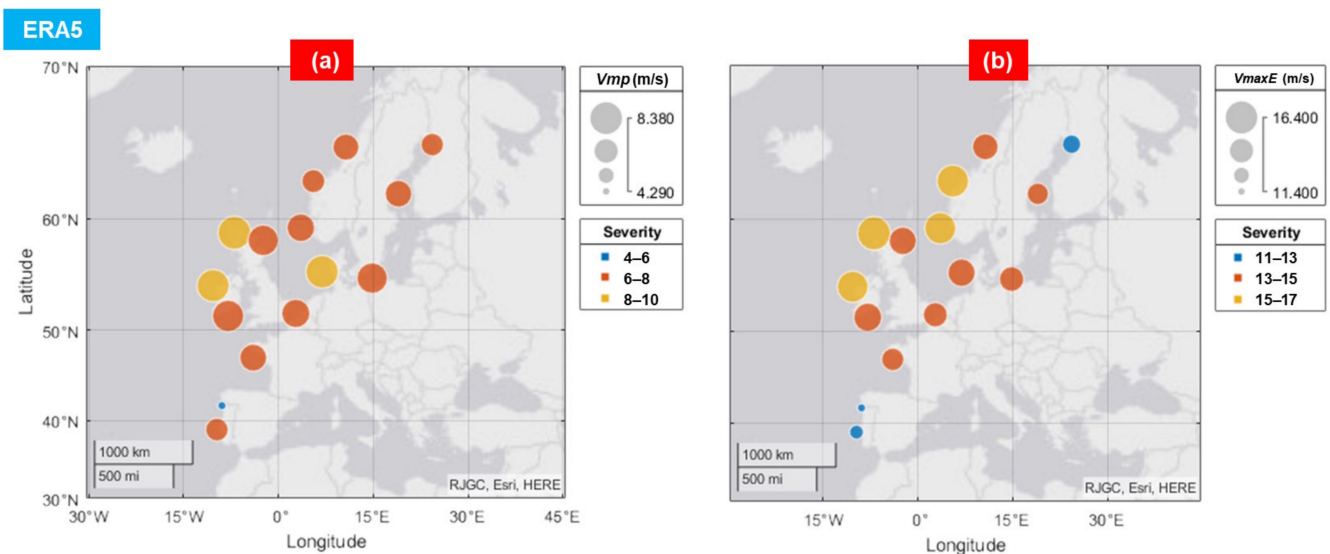 ERA5
(a)
70°N
60°N
50°N
40°N
30°N
Latitude
30°W
15°W
0°
15°E
30°E
45°E
Longitude
1000 km
500 mi
RJGC, Esri, HERE
Vmp (m/s)
8.380
4.290
Severity
4–6
6–8
8–10
(b)
15°W
0°
15°E
30°E
Longitude
1000 km
500 mi
RJGC, Esri, HERE
VmaxE (m/s)
16.400
11.400
Severity
11–13
13–15
15–17